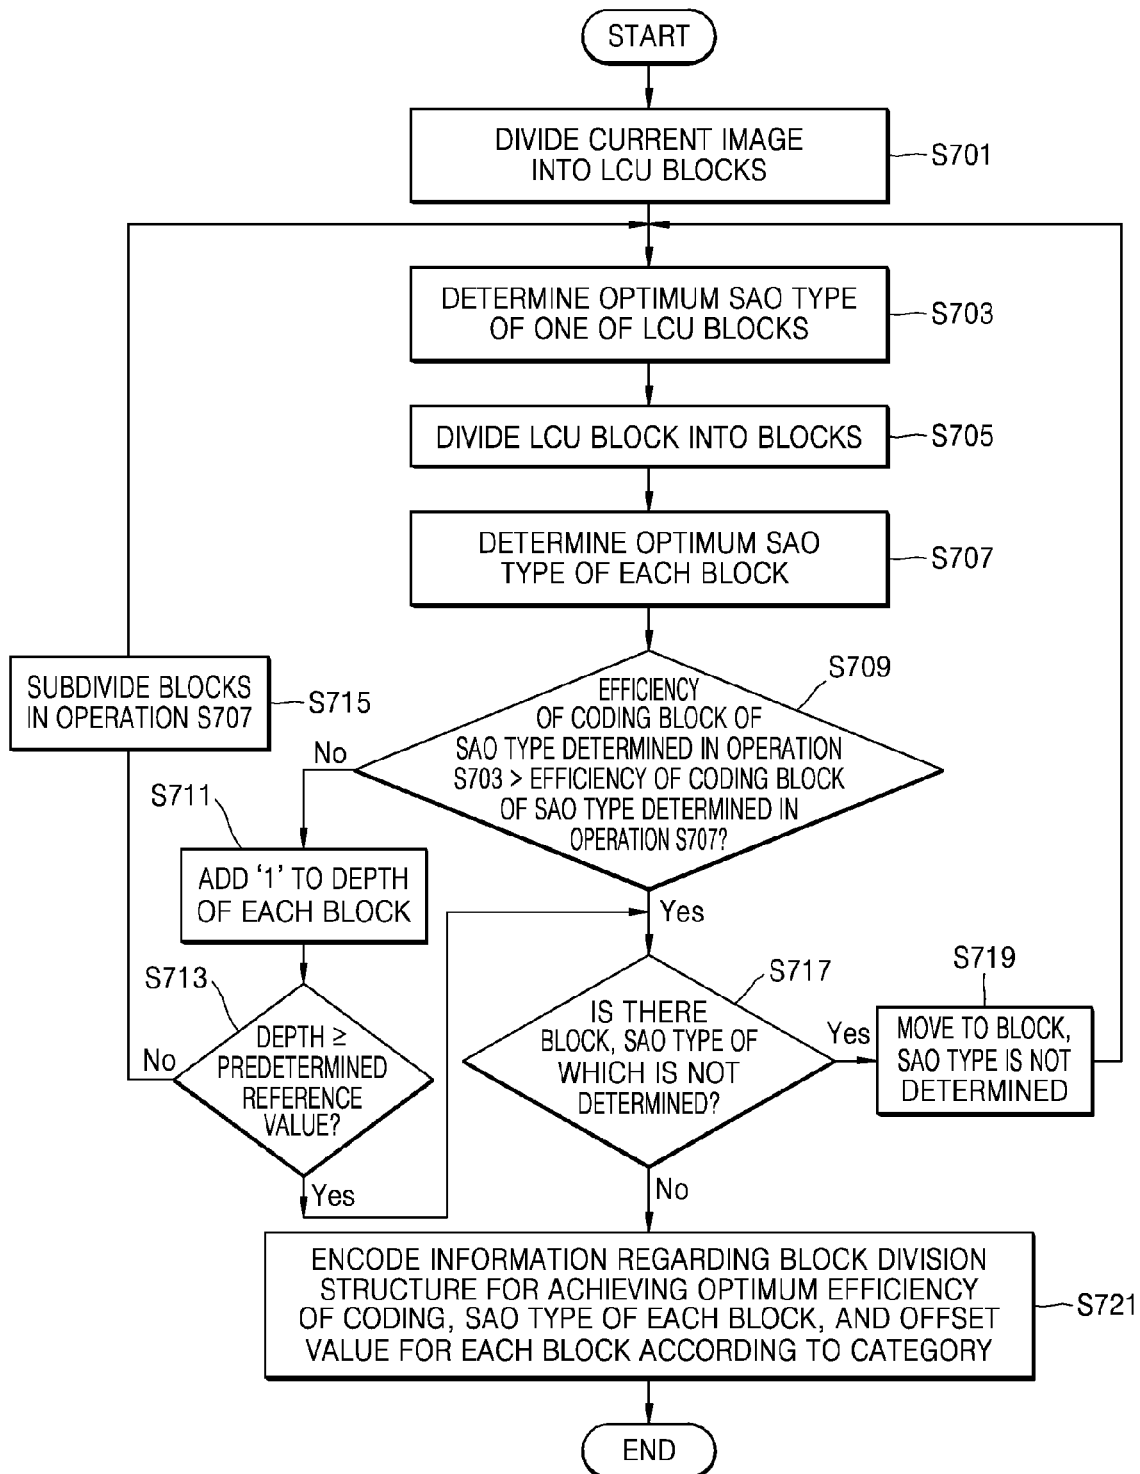 START
DIVIDE CURRENT IMAGE
INTO LCU BLOCKS
S701
DETERMINE OPTIMUM SAO TYPE
OF ONE OF LCU BLOCKS
S703
DIVIDE LCU BLOCK INTO BLOCKS
S705
DETERMINE OPTIMUM SAO
TYPE OF EACH BLOCK
S707
EFFICIENCY
OF CODING BLOCK OF
SAO TYPE DETERMINED IN OPERATION
S703 > EFFICIENCY OF CODING BLOCK
OF SAO TYPE DETERMINED IN
OPERATION S707?
S709
No
Yes
SUBDIVIDE BLOCKS
IN OPERATION S707
S715
S711
ADD ‘1’ TO DEPTH
OF EACH BLOCK
S713
DEPTH ≥
PREDETERMINED
REFERENCE
VALUE?
No
Yes
S717
IS THERE
BLOCK, SAO TYPE OF
WHICH IS NOT
DETERMINED?
Yes
No
S719
MOVE TO BLOCK,
SAO TYPE IS NOT
DETERMINED
ENCODE INFORMATION REGARDING BLOCK DIVISION
STRUCTURE FOR ACHIEVING OPTIMUM EFFICIENCY
OF CODING, SAO TYPE OF EACH BLOCK, AND OFFSET
VALUE FOR EACH BLOCK ACCORDING TO CATEGORY
S721
END